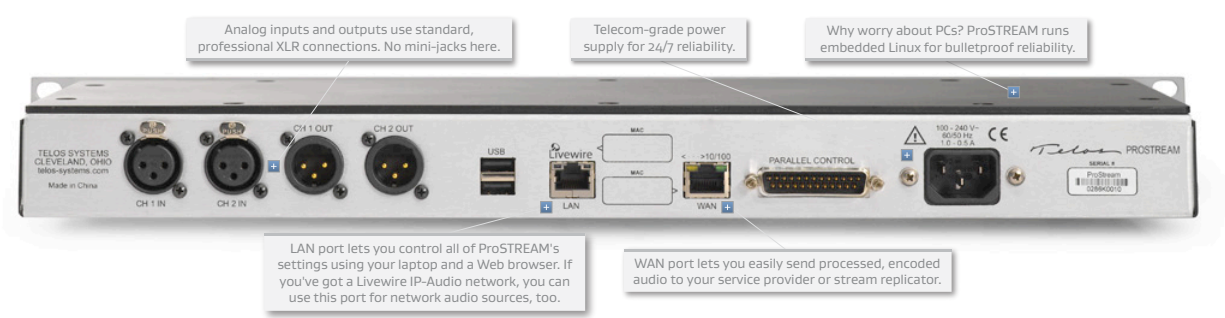 Analog inputs and outputs use standard,
professional XLR connections. No mini-jacks here.
Telecom-grade power
supply for 24/7 reliability.
Why worry about PCs? ProSTREAM runs
embedded Linux for bulletproof reliability.
TELOS SYSTEMS
CLEVELAND, OHIO
telos-systems.com
Made in China
PUSH
CH 1 IN
PUSH
CH 2 IN
CH 1 OUT
CH 2 OUT
USB
Livewire
LAN
MAC
MAC
10/100
WAN
PARALLEL CONTROL
100 - 240 V~
60/50 Hz
1.0 - 0.5 A
CE
Telos PROSTREAM
SERIAL #
ProStream
0286K0010
LAN port lets you control all of ProSTREAM's
settings using your laptop and a Web browser. If
you've got a Livewire IP-Audio network, you can
use this port for network audio sources, too.
WAN port lets you easily send processed, encoded
audio to your service provider or stream replicator.